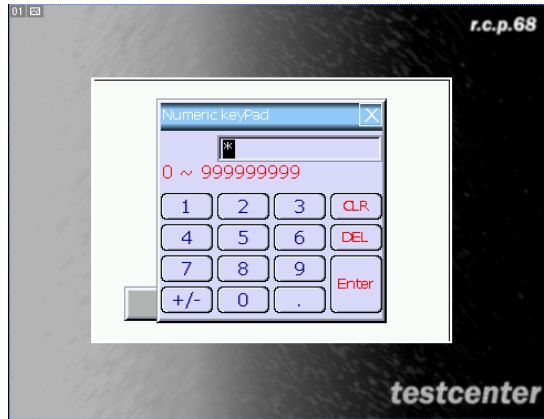 01
r.c.p.68
Numeric keyPad X
*
0 ~ 999999999
1 2 3 CLR
4 5 6 DEL
7 8 9
Enter
+/- 0 .
testcenter